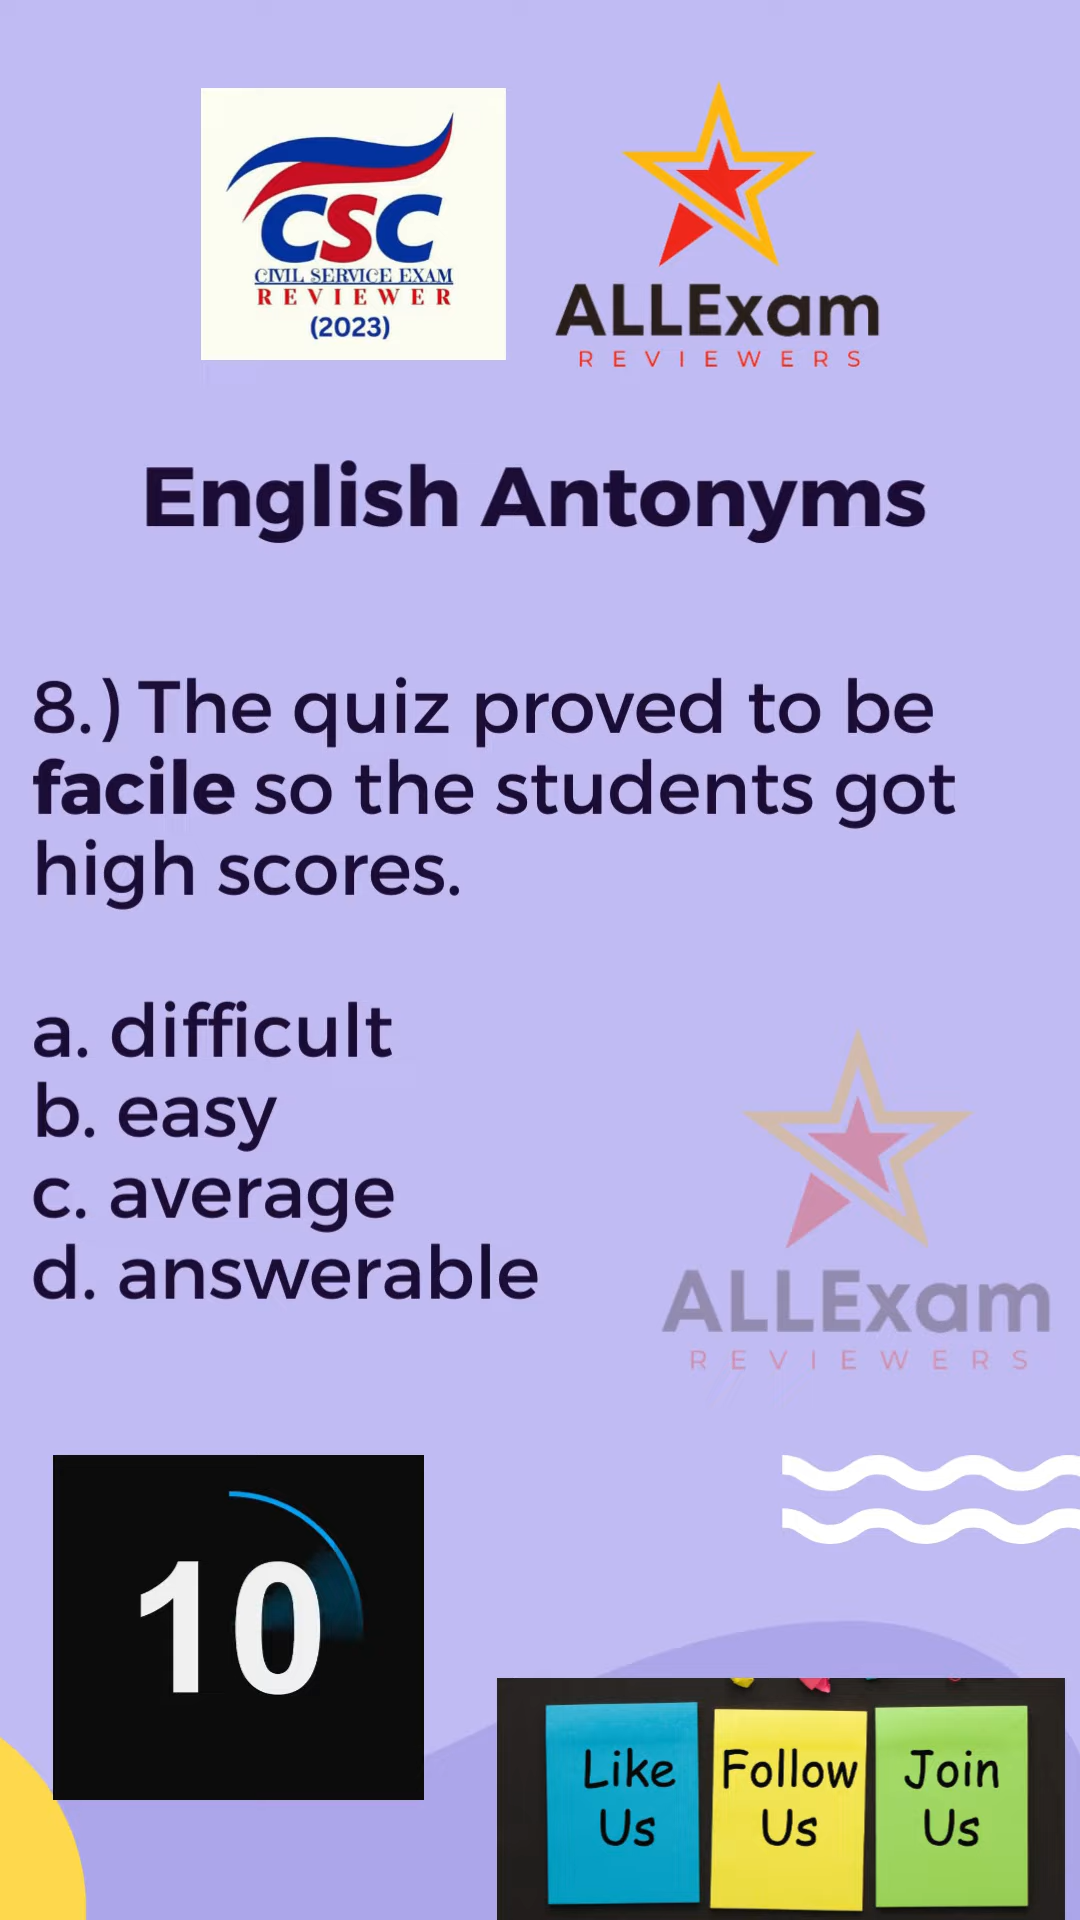 CSC
CIVIL SERVICE EXAM
REVIEWER
(2023)
ALLExam
REVIEWERS
English Antonyms
8.) The quiz proved to be
facile so the students got
high scores.
a. difficult
b. easy
c. average
d. answerable
ALLExam
REVIEWERS
10
Like
Us
Follow
Us
Join
Us